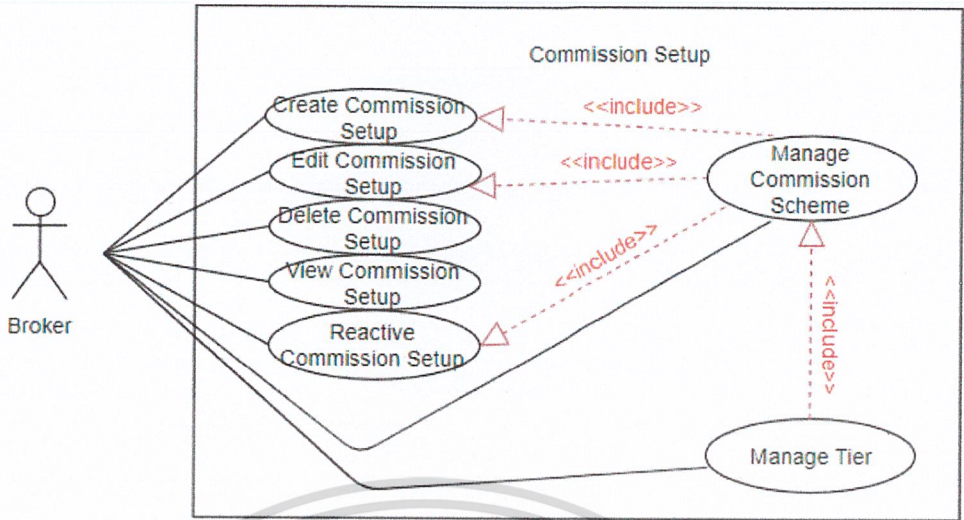 Commission Setup
Create Commission
Setup
<<include>>
Edit Commission
Setup
<<include>>
Manage
Commission
Scheme
Delete Commission
Setup
View Commission
Setup
<<include>>
Reactive
Commission Setup
Broker
<<include>>
Manage Tier